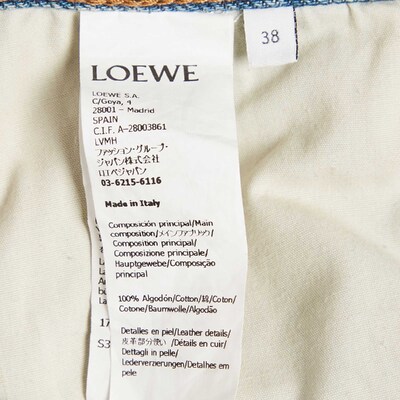 LOEWE
38
LOEWE S.A.
C/Goya, 4
28001 - Madrid
SPAIN
C.I.F. A-28003861
LVMH
ファッション・グループ・
ジャパン株式会社
ロエベジャパン
03-6215-6116
Made in Italy
Composición principal/Main
composition/メインファブリック/
Composition principal/
Composizione principale/
Hauptgewebe/Composição
principal
100% Algodón/Cotton/綿/Coton/
Cotone/Baumwolle/Algodão
Detalles en piel/Leather details/
皮革部分使い/Détails en cuir/
Dettagli in pelle/
Lederverzierungen/Detalhes em
pele